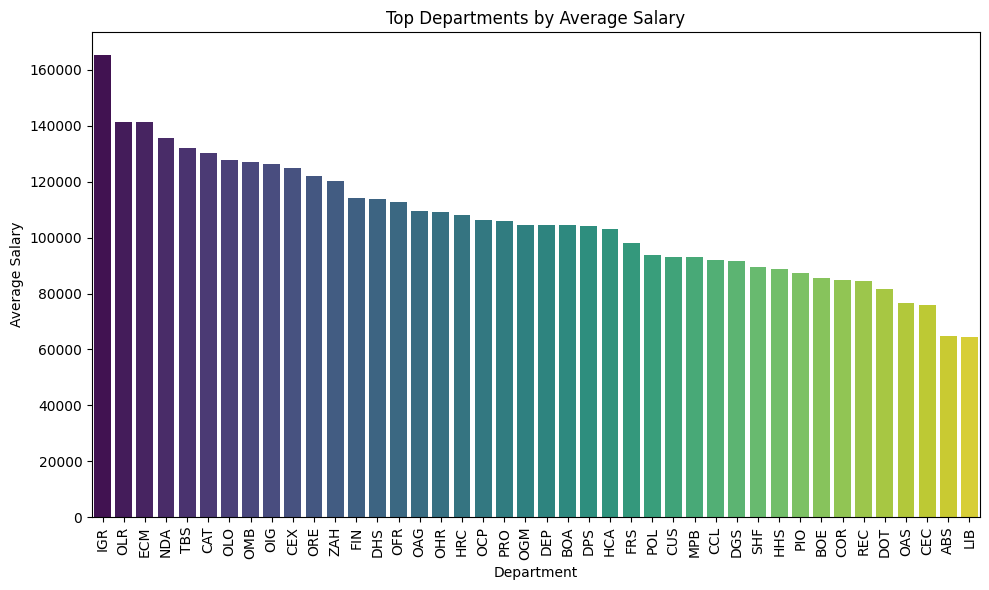 Top Departments by Average Salary
Average Salary
160000
140000
120000
100000
80000
60000
40000
20000
0
IGR OLR ECM NDA TBS CAT OLO OMB OIG CEX ORE ZAH FIN DHS OFR OAG OHR HRC OCP PRO OGM DEP BOA DPS HCA FRS POL CUS MPB CCL DGS SHF HHS PIO BOE COR REC DOT OAS CEC ABS LIB
Department